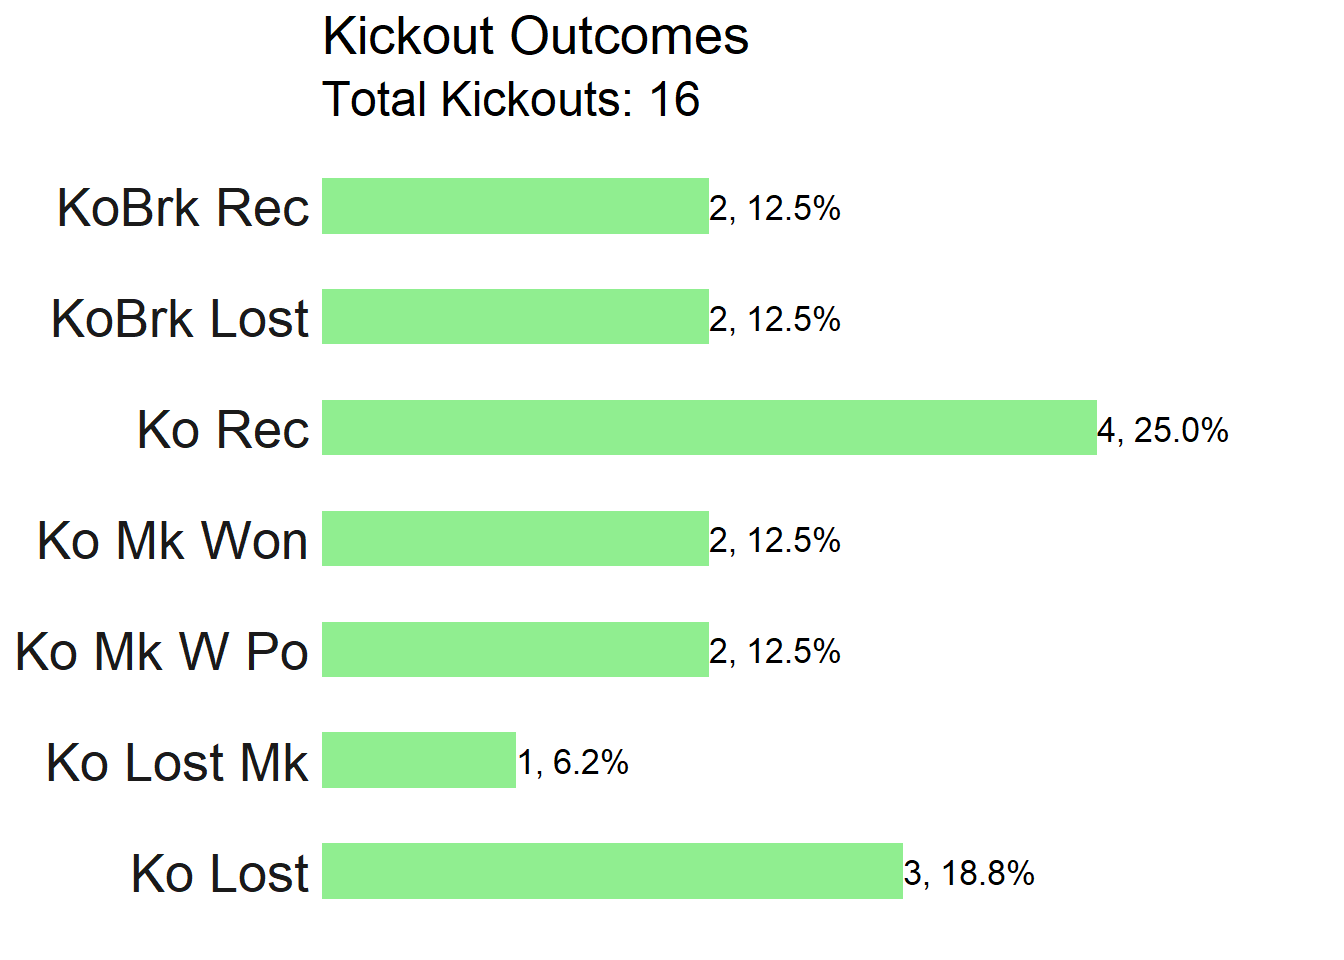 Kickout Outcomes
Total Kickouts: 16
KoBrk Rec 2, 12.5%
KoBrk Lost 2, 12.5%
Ko Rec 4, 25.0%
Ko Mk Won 2, 12.5%
Ko Mk W Po 2, 12.5%
Ko Lost Mk 1, 6.2%
Ko Lost 3, 18.8%